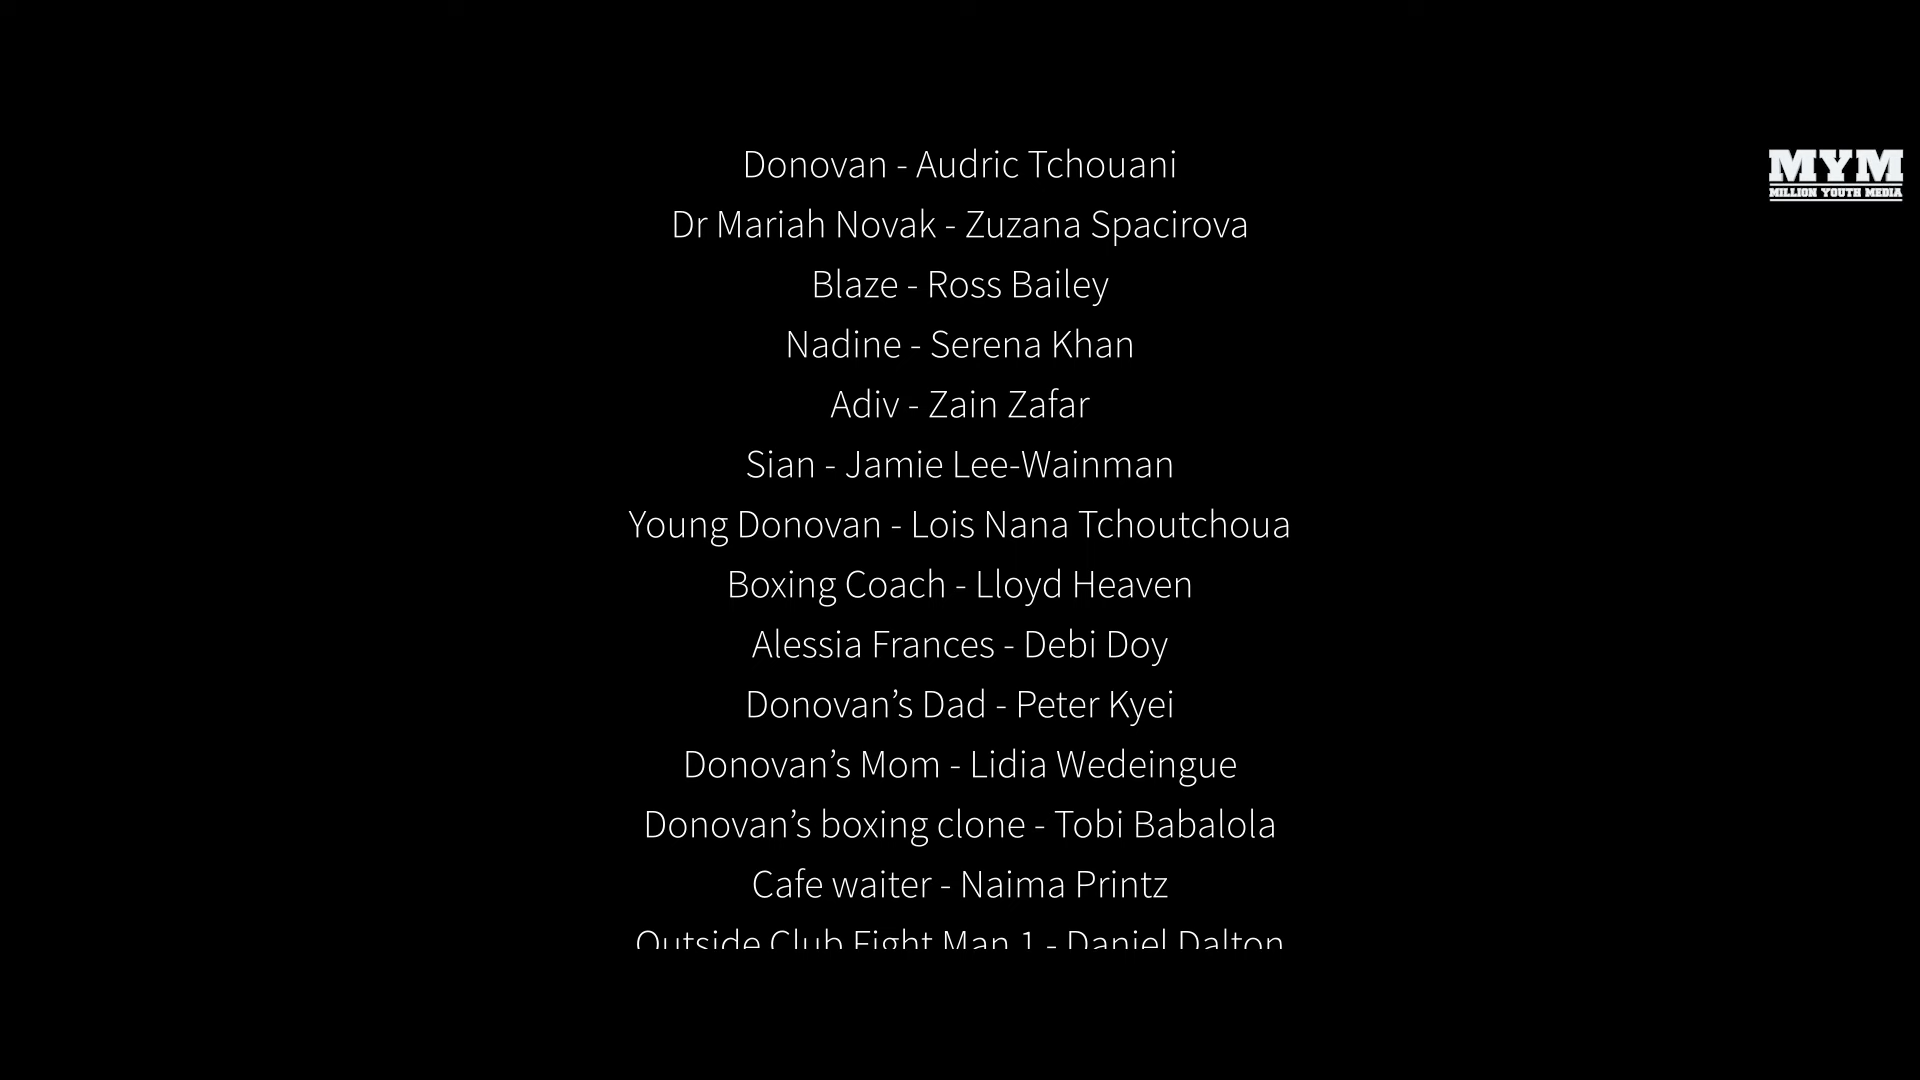 Donovan - Audric Tchouani
MYM
MILLION YOUTH MEDIA
Dr Mariah Novak - Zuzana Spacirova
Blaze - Ross Bailey
Nadine - Serena Khan
Adiv - Zain Zafar
Sian - Jamie Lee-Wainman
Young Donovan - Lois Nana Tchoutchoua
Boxing Coach - Lloyd Heaven
Alessia Frances - Debi Doy
Donovan’s Dad - Peter Kyei
Donovan’s Mom - Lidia Wedeingue
Donovan’s boxing clone - Tobi Babalola
Cafe waiter - Naima Printz
Outside Club Fight Man 1 - Daniel Dalton